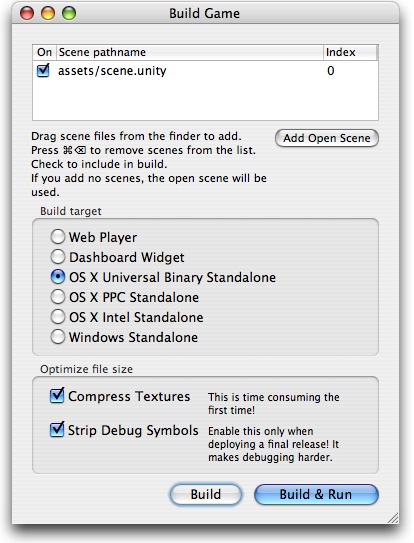 Build Game
On Scene pathname Index
assets/scene.unity 0
Drag scene files from the finder to add.
Press ⌘⌫ to remove scenes from the list.
Check to include in build.
If you add no scenes, the open scene will be
used.
Add Open Scene
Build target
Web Player
Dashboard Widget
OS X Universal Binary Standalone
OS X PPC Standalone
OS X Intel Standalone
Windows Standalone
Optimize file size
Compress Textures
This is time consuming the
first time!
Strip Debug Symbols
Enable this only when
deploying a final release! It
makes debugging harder.
Build
Build & Run